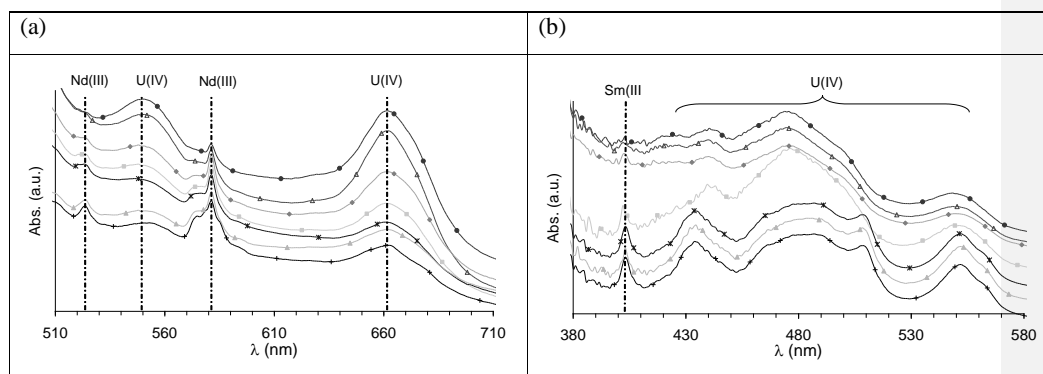 (a)
Nd(III) U(IV) Nd(III) U(IV)
Abs. (a.u.)
510 560 610 660 710
λ (nm)
(b)
U(IV)
Sm(III
Abs. (a.u.)
380 430 480 530 580
λ (nm)